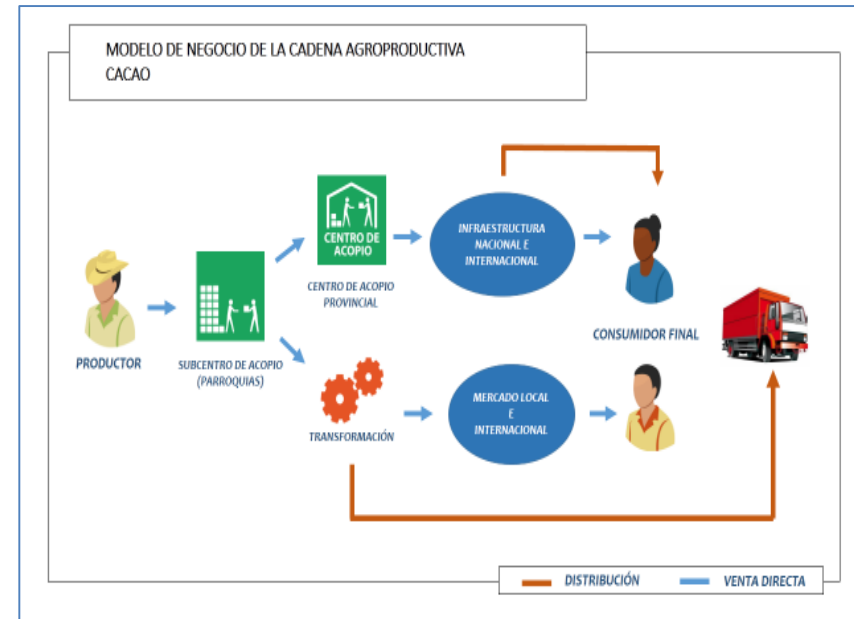 MODELO DE NEGOCIO DE LA CADENA AGROPRODUCTIVA
CACAO
CENTRO DE
ACOPIO
INFRAESTRUCTURA
NACIONAL E
INTERNACIONAL
CENTRO DE ACOPIO
PROVINCIAL
CONSUMIDOR FINAL
PRODUCTOR
SUBCENTRO DE ACOPIO
(PARROQUIAS)
MERCADO LOCAL
E
INTERNACIONAL
TRANSFORMACIÓN
DISTRIBUCIÓN
VENTA DIRECTA